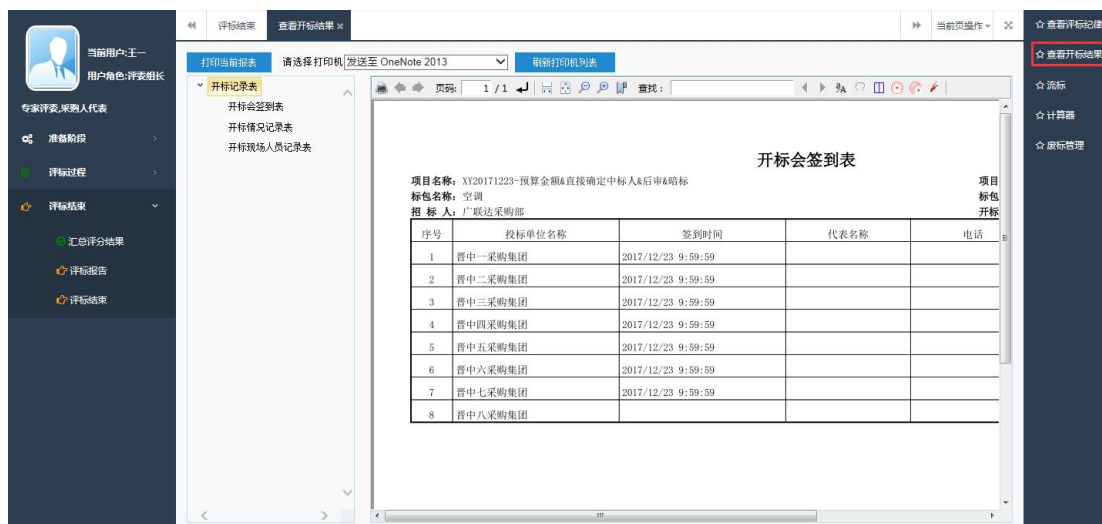 当前用户:王一
用户角色:评委组长
专家评委,采购人代表
准备阶段
评标过程
评标结束
汇总评分结果
评标报告
评标结束
评标结束 查看开标结果 当前页操作
打印当前报表 请选择打印机 发送至 OneNote 2013 刷新打印机列表
开标记录表
开标会签到表
开标情况记录表
开标现场人员记录表
页码: 1 / 1 查找:
开标会签到表
项目名称: XY20171223-预算金额&直接确定中标人&后审&暗标 项目
标包名称: 空调 标包
招 标 人: 广联达采购部 开标
序号 投标单位名称 签到时间 代表名称 电话
1 晋中一采购集团 2017/12/23 9:59:59
2 晋中二采购集团 2017/12/23 9:59:59
3 晋中三采购集团 2017/12/23 9:59:59
4 晋中四采购集团 2017/12/23 9:59:59
5 晋中五采购集团 2017/12/23 9:59:59
6 晋中六采购集团 2017/12/23 9:59:59
7 晋中七采购集团 2017/12/23 9:59:59
8 晋中八采购集团
查看评标纪律
查看开标结果
流标
计算器
废标管理